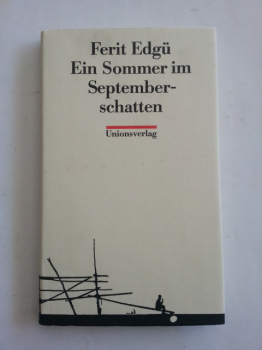 Ferit Edgü
Ein Sommer im
September-
schatten
Unionsverlag